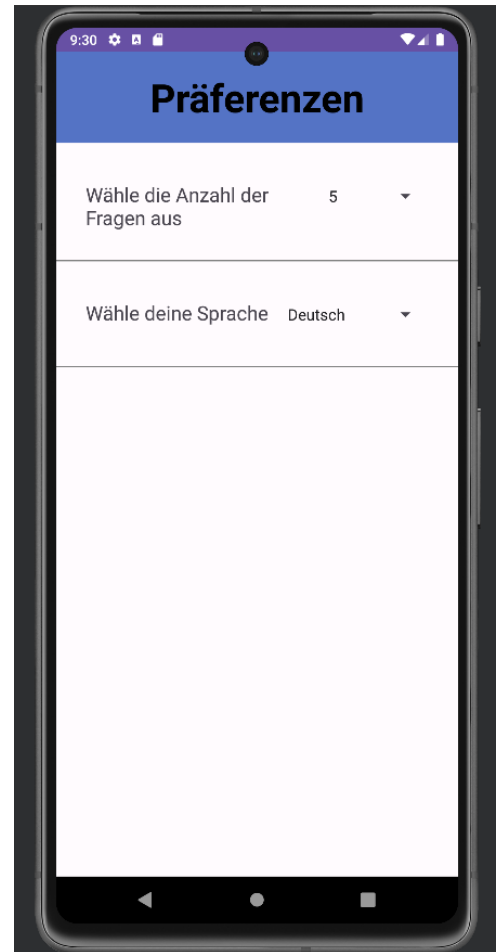 9:30
Präferenzen
Wähle die Anzahl der
Fragen aus
5
Wähle deine Sprache
Deutsch